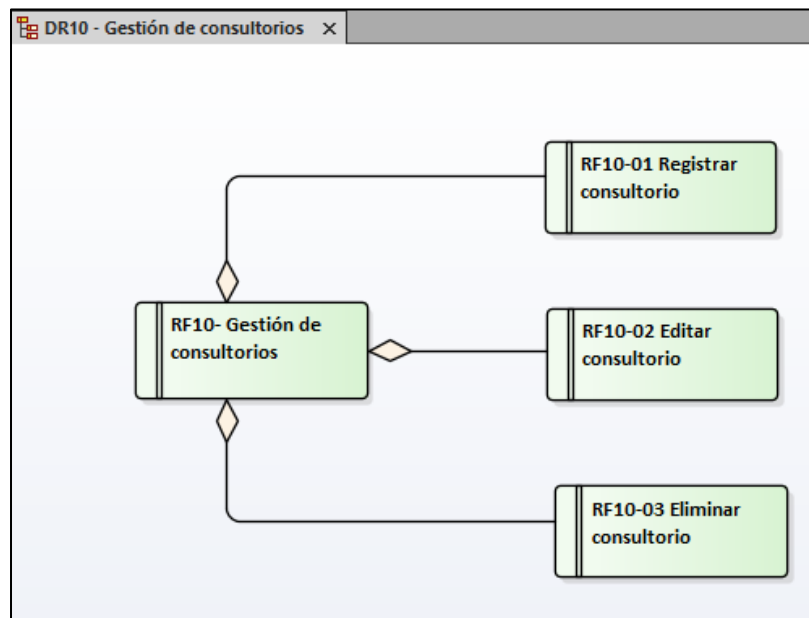 DR10 - Gestión de consultorios
RF10-01 Registrar
consultorio
RF10- Gestión de
consultorios
RF10-02 Editar
consultorio
RF10-03 Eliminar
consultorio